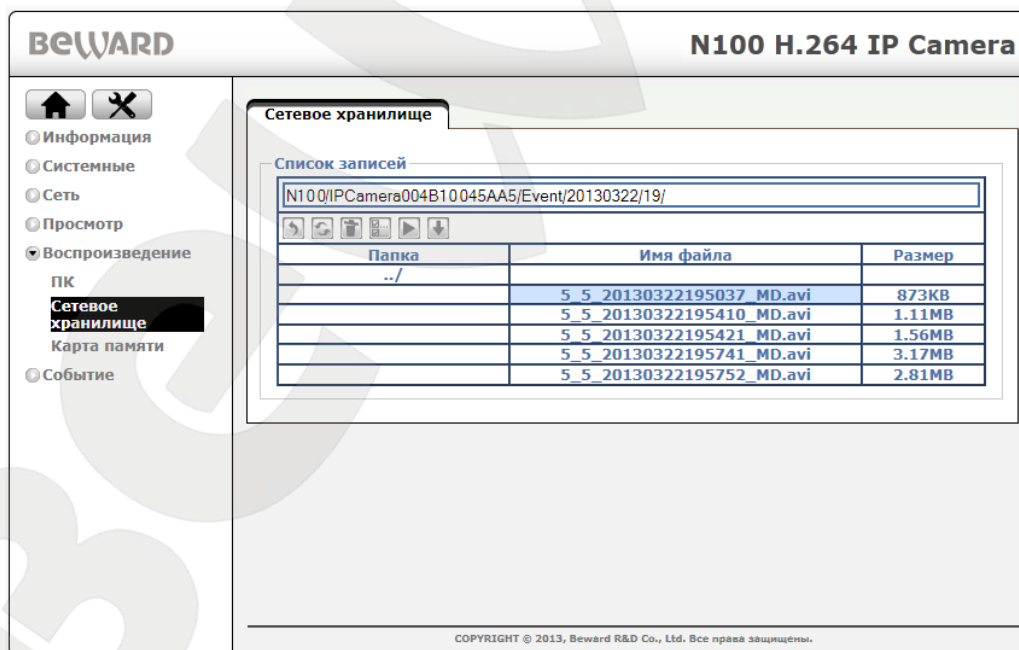 BEWARD
N100 H.264 IP Camera
Информация
Системные
Сеть
Просмотр
Воспроизведение
ПК
Сетевое
хранилище
Карта памяти
Событие
Сетевое хранилище
Список записей
N100/IPCamera004B10045AA5/Event/20130322/19/
Папка Имя файла Размер
../
5_5_20130322195037_MD.avi 873KB
5_5_20130322195410_MD.avi 1.11MB
5_5_20130322195421_MD.avi 1.56MB
5_5_20130322195741_MD.avi 3.17MB
5_5_20130322195752_MD.avi 2.81MB
COPYRIGHT © 2013, Beward R&D Co., Ltd. Все права защищены.